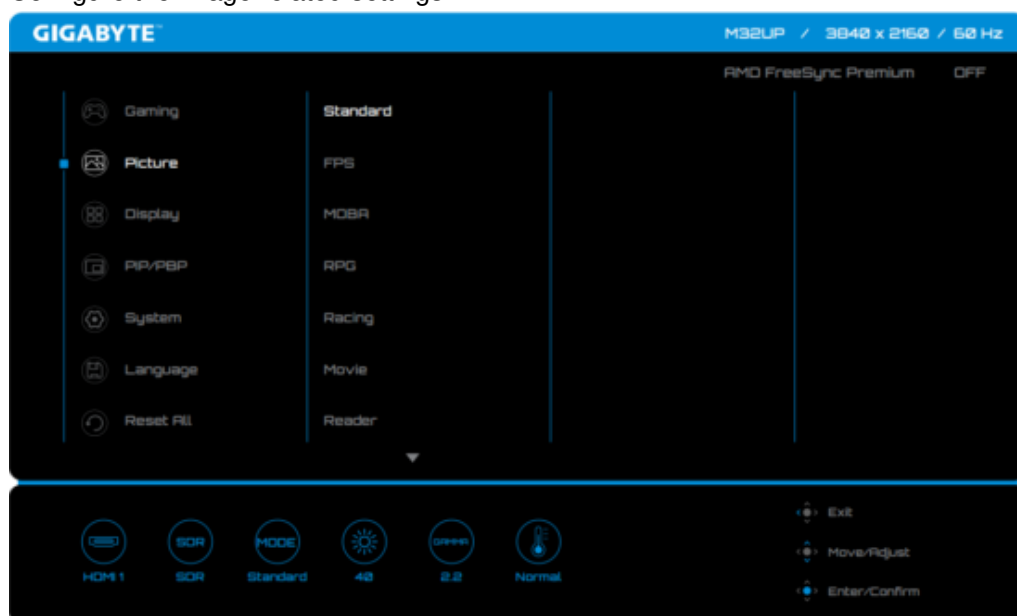 GIGABYTE™ M32UP / 3840 x 2160 / 60 Hz
AMD FreeSync Premium OFF
Gaming Standard
Picture FPS
Display MOBA
PIP/PBP RPG
System Racing
Language Movie
Reset All Reader
SDR MODE GAMMA
HDMI 1 SDR Standard 40 2.2 Normal
Exit
Move/Adjust
Enter/Confirm